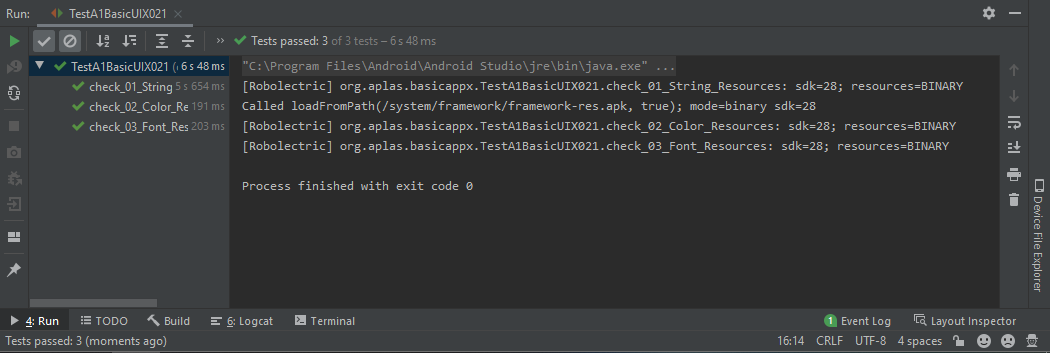 Run: TestA1BasicUIX021 ×
» Tests passed: 3 of 3 tests – 6 s 48 ms
TestA1BasicUIX021 ( 6 s 48 ms
check_01_String 5 s 654 ms
check_02_Color_Re 191 ms
check_03_Font_Res 203 ms
"C:\Program Files\Android\Android Studio\jre\bin\java.exe" ...
[Robolectric] org.aplas.basicappx.TestA1BasicUIX021.check_01_String_Resources: sdk=28; resources=BINARY
Called loadFromPath(/system/framework/framework-res.apk, true); mode=binary sdk=28
[Robolectric] org.aplas.basicappx.TestA1BasicUIX021.check_02_Color_Resources: sdk=28; resources=BINARY
[Robolectric] org.aplas.basicappx.TestA1BasicUIX021.check_03_Font_Resources: sdk=28; resources=BINARY
Process finished with exit code 0
Device File Explorer
4: Run TODO Build 6: Logcat Terminal 1 Event Log Layout Inspector
Tests passed: 3 (moments ago) 16:14 CRLF UTF-8 4 spaces